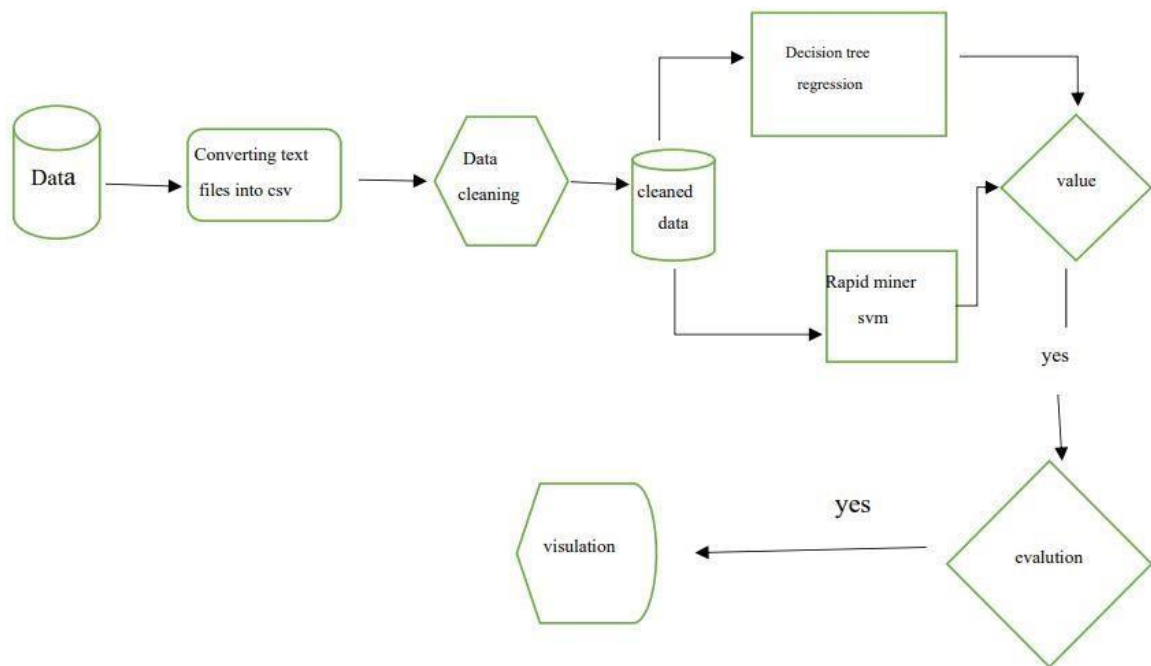 Data
Converting text
files into csv
Data
cleaning
cleaned
data
Decision tree
regression
Rapid miner
svm
value
yes
evalution
yes
visulation